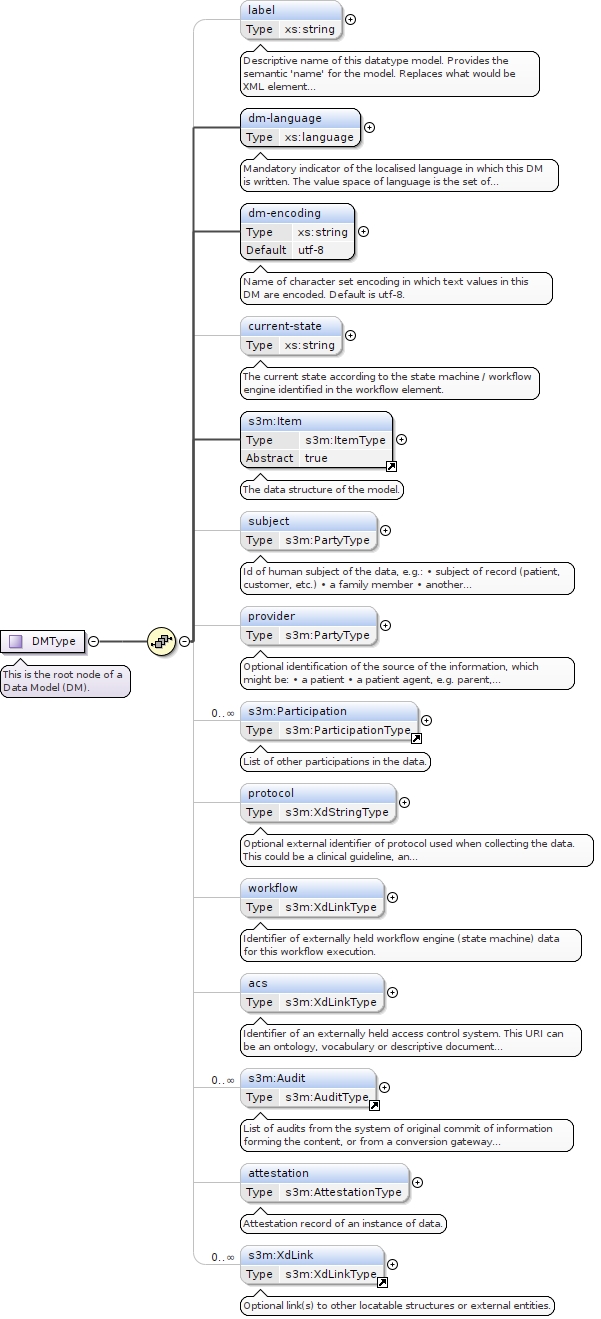 label
Type xs:string
Descriptive name of this datatype model. Provides the
semantic 'name' for the model. Replaces what would be
XML element...
dm-language
Type xs:language
Mandatory indicator of the localised language in which this DM
is written. The value space of language is the set of...
dm-encoding
Type xs:string
Default utf-8
Name of character set encoding in which text values in this
DM are encoded. Default is utf-8.
current-state
Type xs:string
The current state according to the state machine / workflow
engine identified in the workflow element.
s3m:Item
Type s3m:ItemType
Abstract true
The data structure of the model.
subject
Type s3m:PartyType
Id of human subject of the data, e.g.: • subject of record (patient,
customer, etc.) • a family member • another...
provider
Type s3m:PartyType
DMType
This is the root node of a
Data Model (DM).
Optional identification of the source of the information, which
might be: • a patient • a patient agent, e.g. parent,...
0..∞
s3m:Participation
Type s3m:ParticipationType
List of other participations in the data.
protocol
Type s3m:XdStringType
Optional external identifier of protocol used when collecting the data.
This could be a clinical guideline, an...
workflow
Type s3m:XdLinkType
Identifier of externally held workflow engine (state machine) data
for this workflow execution.
acs
Type s3m:XdLinkType
Identifier of an externally held access control system. This URI can
be an ontology, vocabulary or descriptive document...
0..∞
s3m:Audit
Type s3m:AuditType
List of audits from the system of original commit of information
forming the content, or from a conversion gateway...
attestation
Type s3m:AttestationType
Attestation record of an instance of data.
0..∞
s3m:XdLink
Type s3m:XdLinkType
Optional link(s) to other locatable structures or external entities.